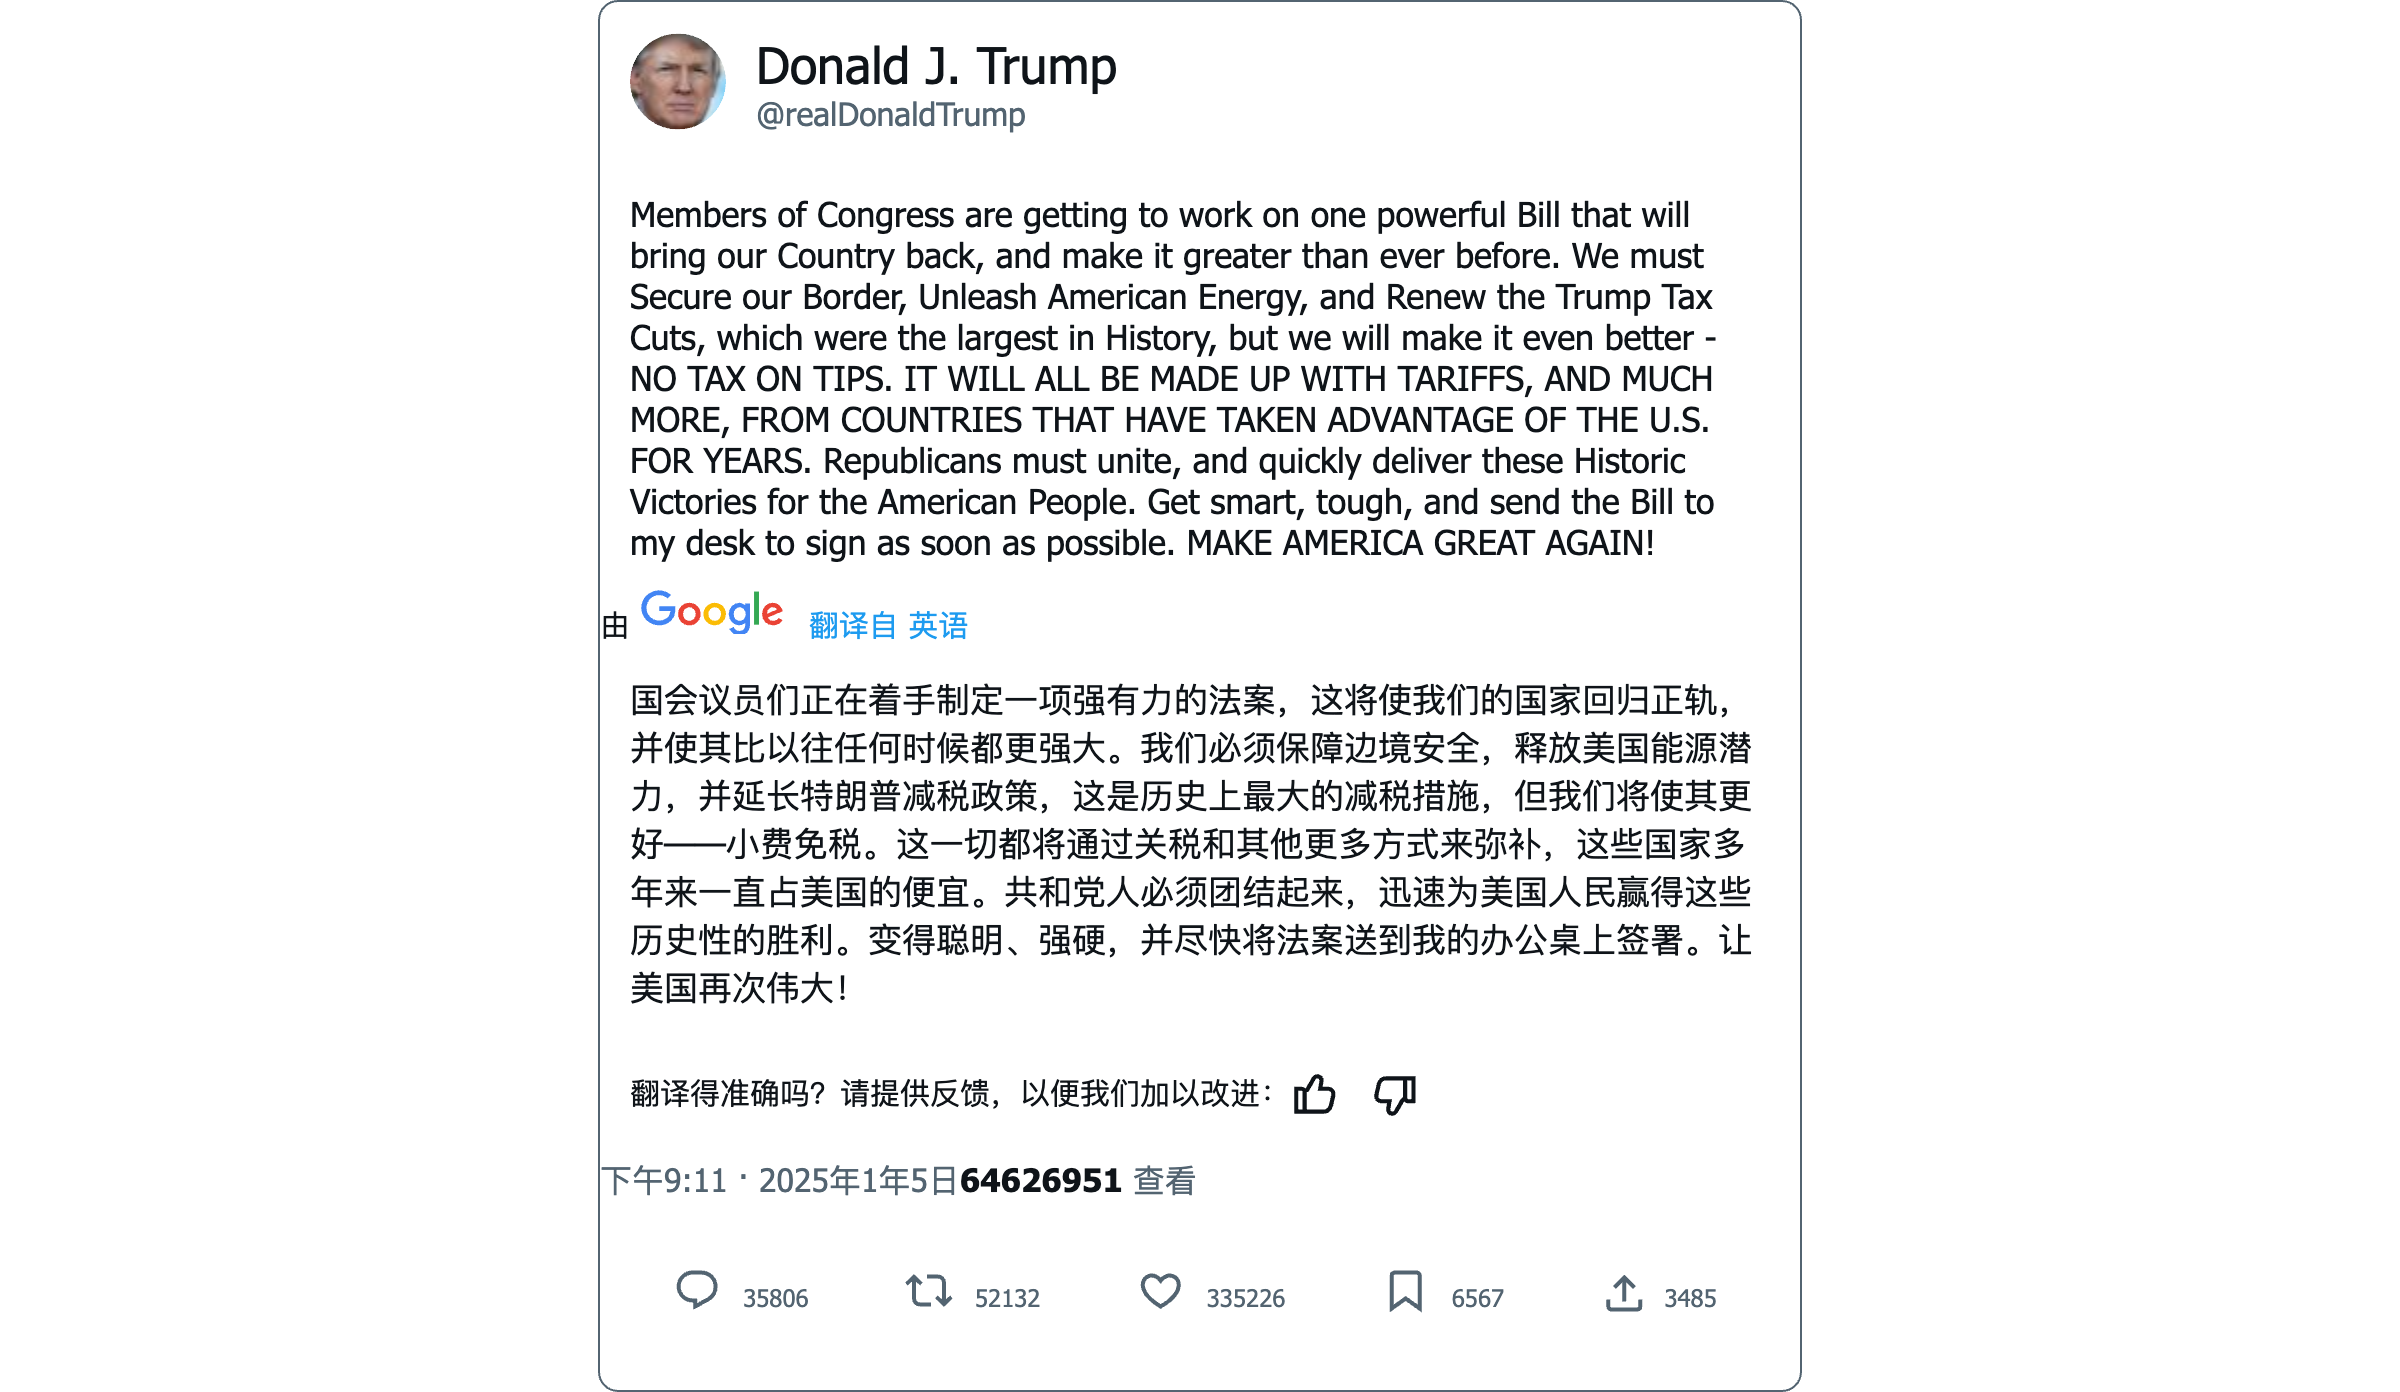 Donald J. Trump
@realDonaldTrump
Members of Congress are getting to work on one powerful Bill that will
bring our Country back, and make it greater than ever before. We must
Secure our Border, Unleash American Energy, and Renew the Trump Tax
Cuts, which were the largest in History, but we will make it even better -
NO TAX ON TIPS. IT WILL ALL BE MADE UP WITH TARIFFS, AND MUCH
MORE, FROM COUNTRIES THAT HAVE TAKEN ADVANTAGE OF THE U.S.
FOR YEARS. Republicans must unite, and quickly deliver these Historic
Victories for the American People. Get smart, tough, and send the Bill to
my desk to sign as soon as possible. MAKE AMERICA GREAT AGAIN!
由 Google 翻译自 英语
国会议员们正在着手制定一项强有力的法案，这将使我们的国家回归正轨，
并使其比以往任何时候都更强大。我们必须保障边境安全，释放美国能源潜
力，并延长特朗普减税政策，这是历史上最大的减税措施，但我们将使其更
好——小费免税。这一切都将通过关税和其他更多方式来弥补，这些国家多
年来一直占美国的便宜。共和党人必须团结起来，迅速为美国人民赢得这些
历史性的胜利。变得聪明、强硬，并尽快将法案送到我的办公桌上签署。让
美国再次伟大！
翻译得准确吗？请提供反馈，以便我们加以改进：
下午9:11 · 2025年1年5日64626951 查看
35806 52132 335226 6567 3485